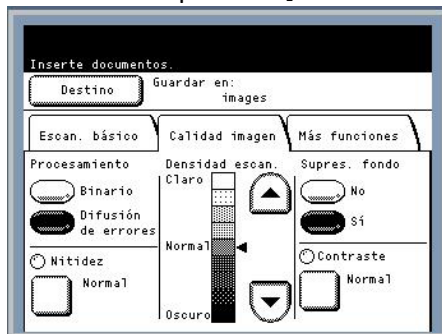 Inserte documentos.
Destino
Guardar en:
images
Escan. básico
Calidad imagen
Más funciones
Procesamiento
Binario
Difusión
de errores
Nitidez
Normal
Densidad escan.
Claro
Normal
Oscuro
Supres. fondo
No
Sí
Contraste
Normal